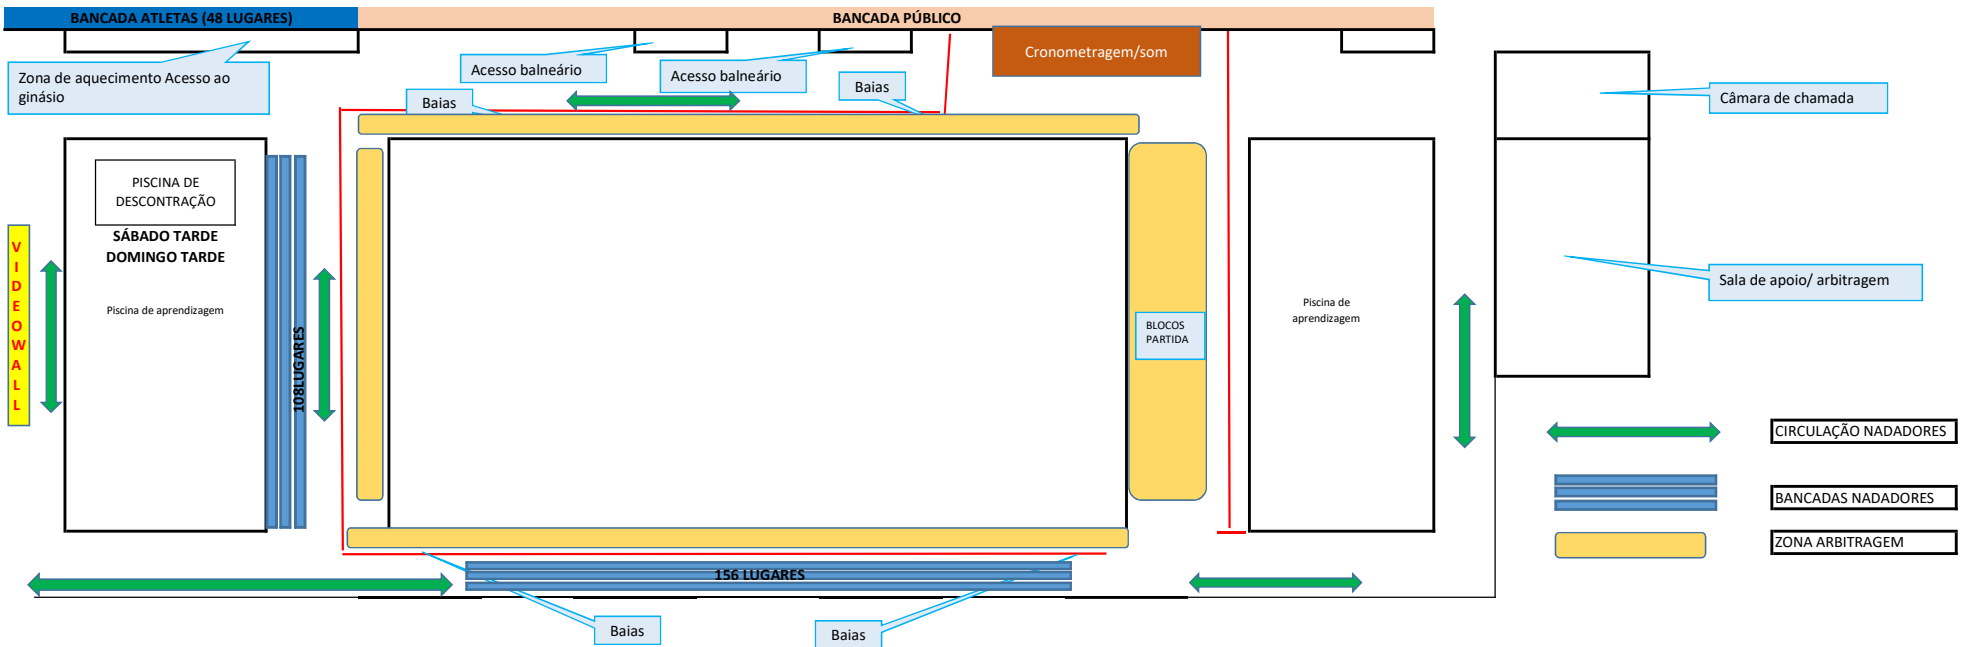 BANCADA ATLETAS (48 LUGARES)
BANCADA PÚBLICO
Cronometragem/som
Zona de aquecimento Acesso ao
ginásio
Acesso balneário
Acesso balneário
Baias
Baias
Câmara de chamada
PISCINA DE
DESCONTRAÇÃO
SÁBADO TARDE
DOMINGO TARDE
Piscina de aprendizagem
VIDEOWALL
108LUGARES
BLOCOS
PARTIDA
Piscina de
aprendizagem
Sala de apoio/ arbitragem
CIRCULAÇÃO NADADORES
BANCADAS NADADORES
ZONA ARBITRAGEM
156 LUGARES
Baias
Baias